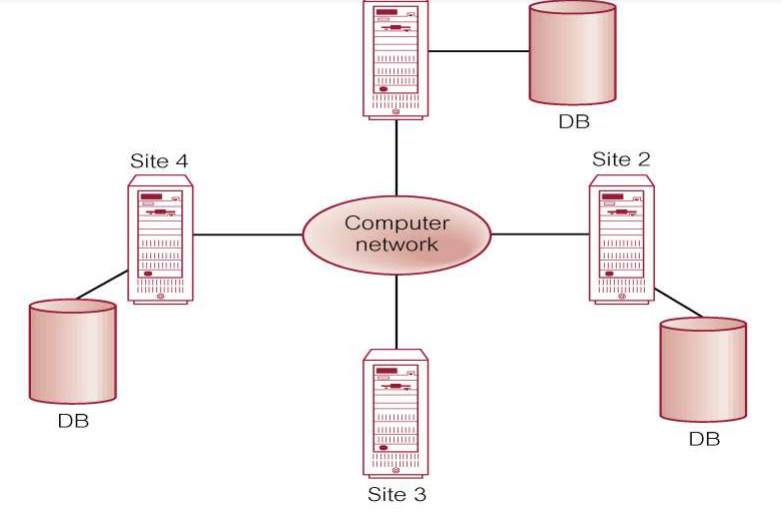 DB
Site 4
Site 2
Computer
network
DB
DB
Site 3